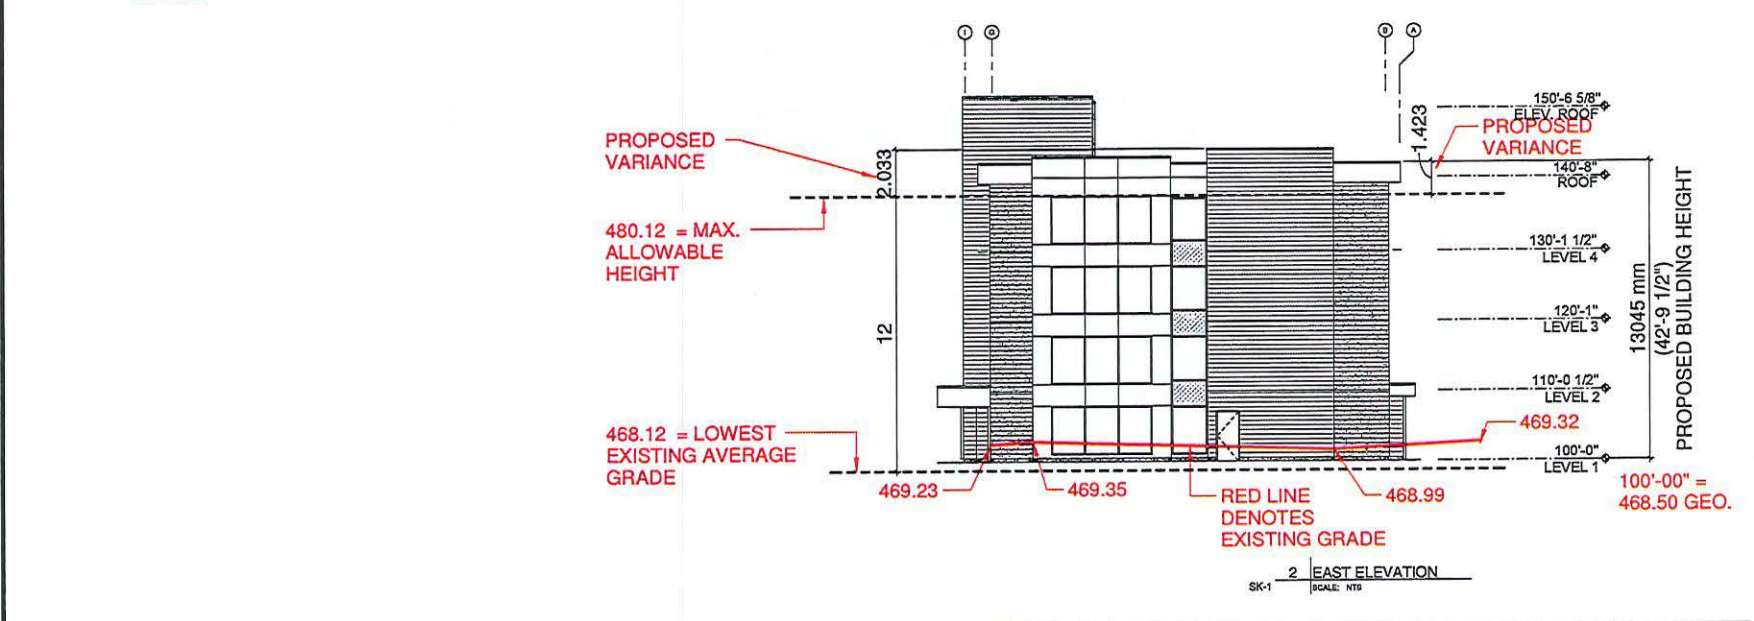 I G B A
150'-6 5/8"
ELEV. ROOF
PROPOSED
VARIANCE
1.423
PROPOSED
VARIANCE
2.033
140'-8"
ROOF
480.12 = MAX.
ALLOWABLE
HEIGHT
130'-1 1/2"
LEVEL 4
120'-1"
LEVEL 3
12
13045 mm
(42'-9 1/2")
PROPOSED BUILDING HEIGHT
110'-0 1/2"
LEVEL 2
469.32
468.12 = LOWEST
EXISTING AVERAGE
GRADE
100'-0"
LEVEL 1
469.23
469.35
468.99
RED LINE
DENOTES
EXISTING GRADE
100'-00" =
468.50 GEO.
2 EAST ELEVATION
SK-1 SCALE: NTS